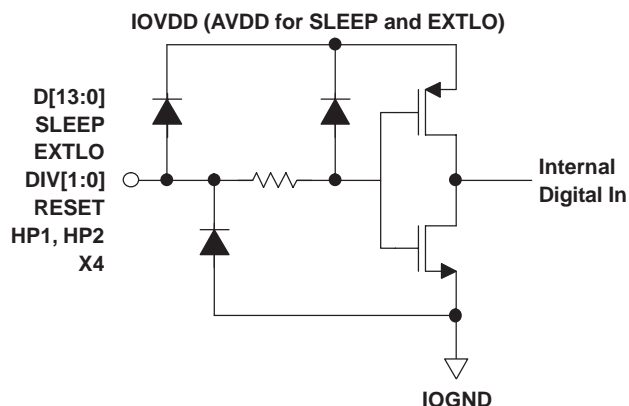 IOVDD (AVDD for SLEEP and EXTLO)
D[13:0]
SLEEP
EXTLO
DIV[1:0]
RESET
HP1, HP2
X4
Internal
Digital In
IOGND